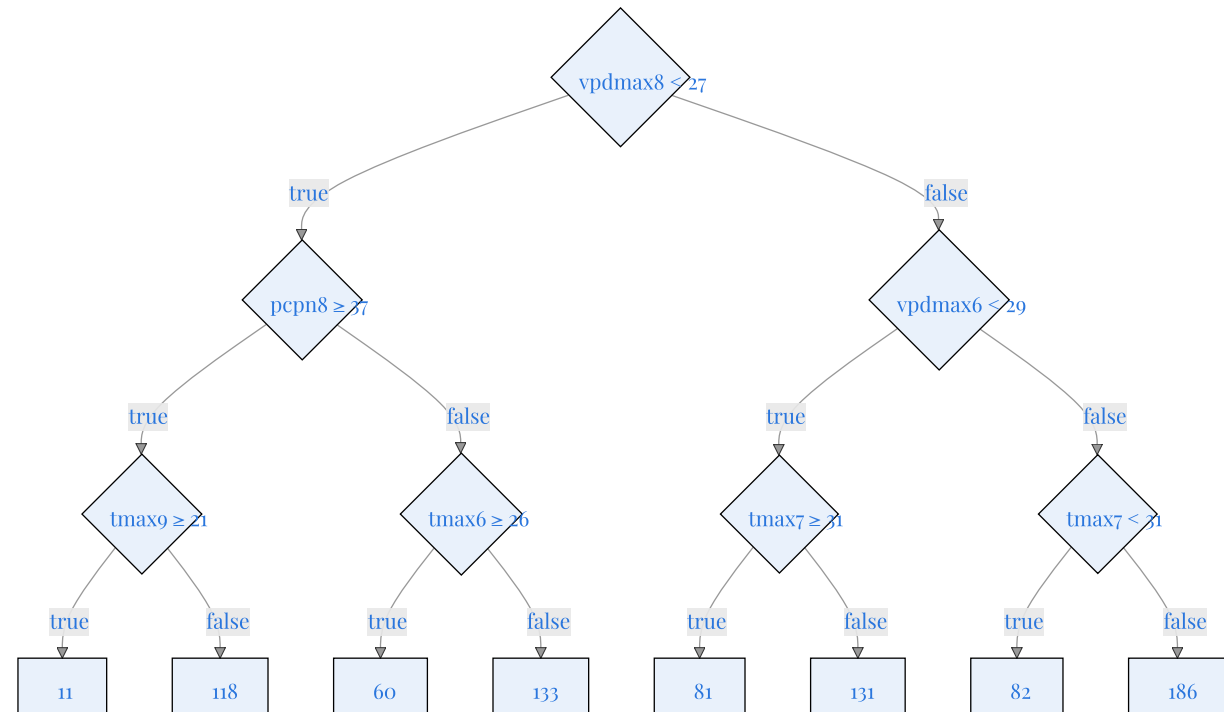 vpdmax8 < 27
true
false
pcpn8 ≥ 37
vpdmax6 < 29
true
false
true
false
tmax9 ≥ 21
tmax6 ≥ 26
tmax7 ≥ 31
tmax7 < 31
true
false
true
false
true
false
true
false
11
118
60
133
81
131
82
186